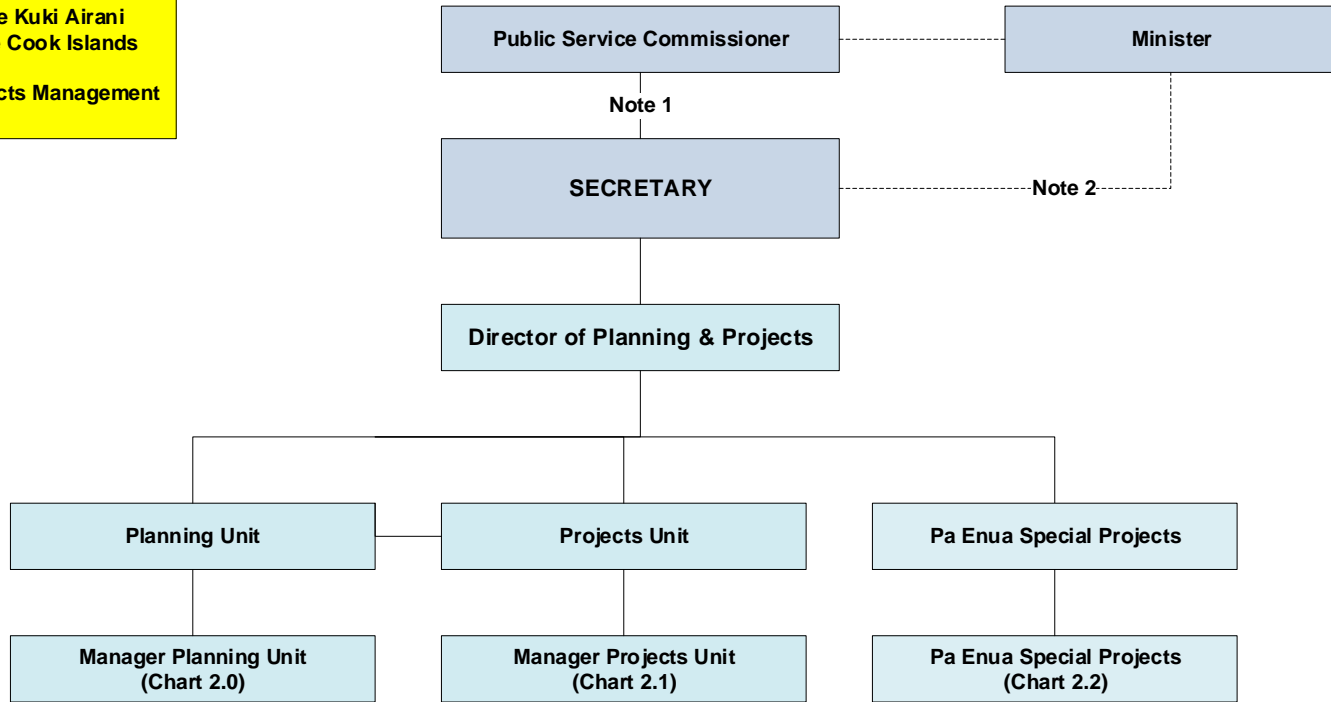 Kuki Airani
Cook Islands
Management
Public Service Commissioner
Minister
Note 1
SECRETARY
Note 2
Director of Planning & Projects
Planning Unit
Projects Unit
Pa Enua Special Projects
Manager Planning Unit
(Chart 2.0)
Manager Projects Unit
(Chart 2.1)
Pa Enua Special Projects
(Chart 2.2)